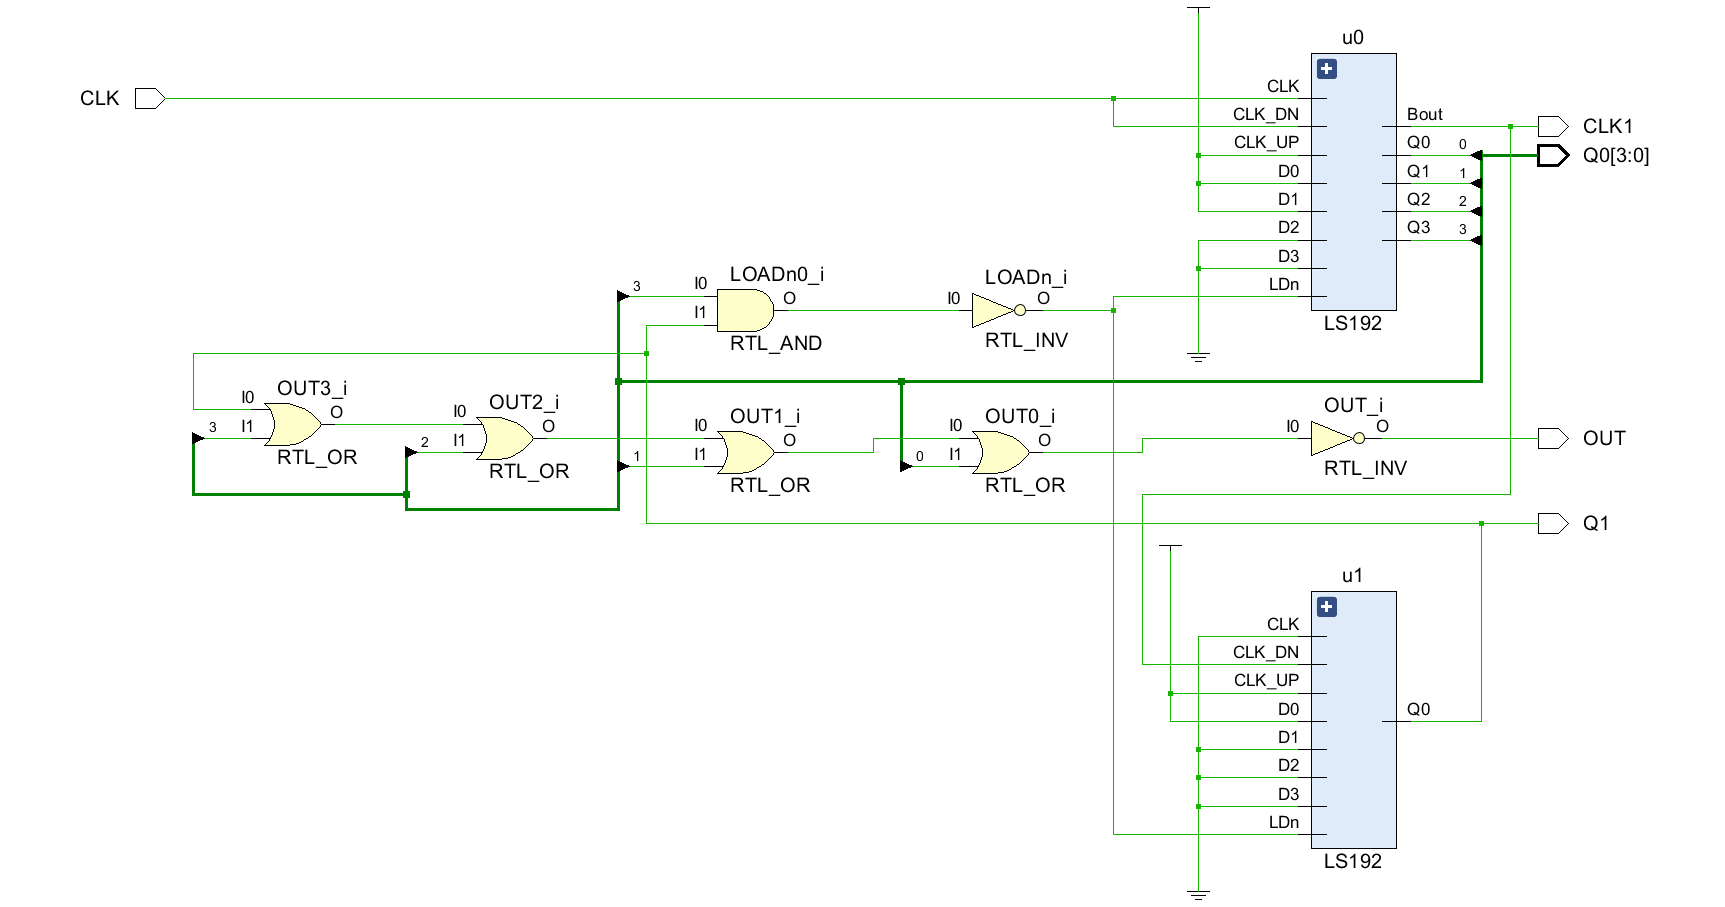 u0
CLK
CLK
CLK_DN
CLK_UP
D0
D1
D2
D3
LDn
Bout
Q0
0
Q1
1
Q2
2
Q3
3
LS192
CLK1
Q0[3:0]
LOADn0_i
3
I0
I1
O
RTL_AND
LOADn_i
I0
O
RTL_INV
OUT3_i
I0
3
I1
O
RTL_OR
OUT2_i
I0
2
I1
O
RTL_OR
OUT1_i
I0
1
I1
O
RTL_OR
OUT0_i
I0
0
I1
O
RTL_OR
OUT_i
I0
O
RTL_INV
OUT
Q1
u1
CLK
CLK_DN
CLK_UP
D0
D1
D2
D3
LDn
Q0
LS192